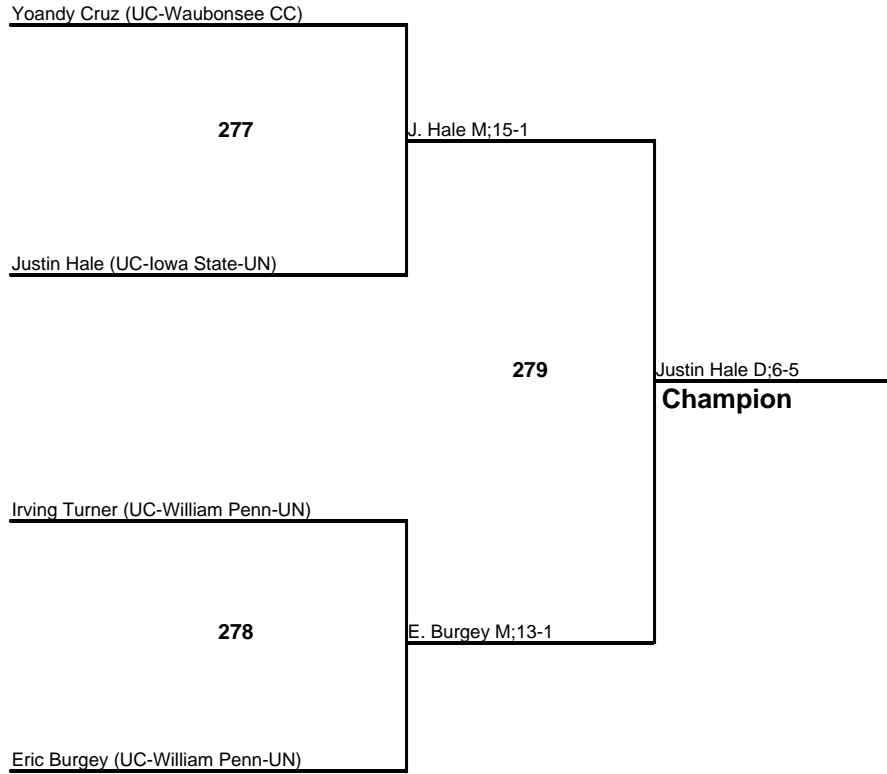 Yoandy Cruz (UC-Waubonsee CC)
277
J. Hale M;15-1
Justin Hale (UC-Iowa State-UN)
279
Justin Hale D;6-5
Champion
Irving Turner (UC-William Penn-UN)
278
E. Burgey M;13-1
Eric Burgey (UC-William Penn-UN)